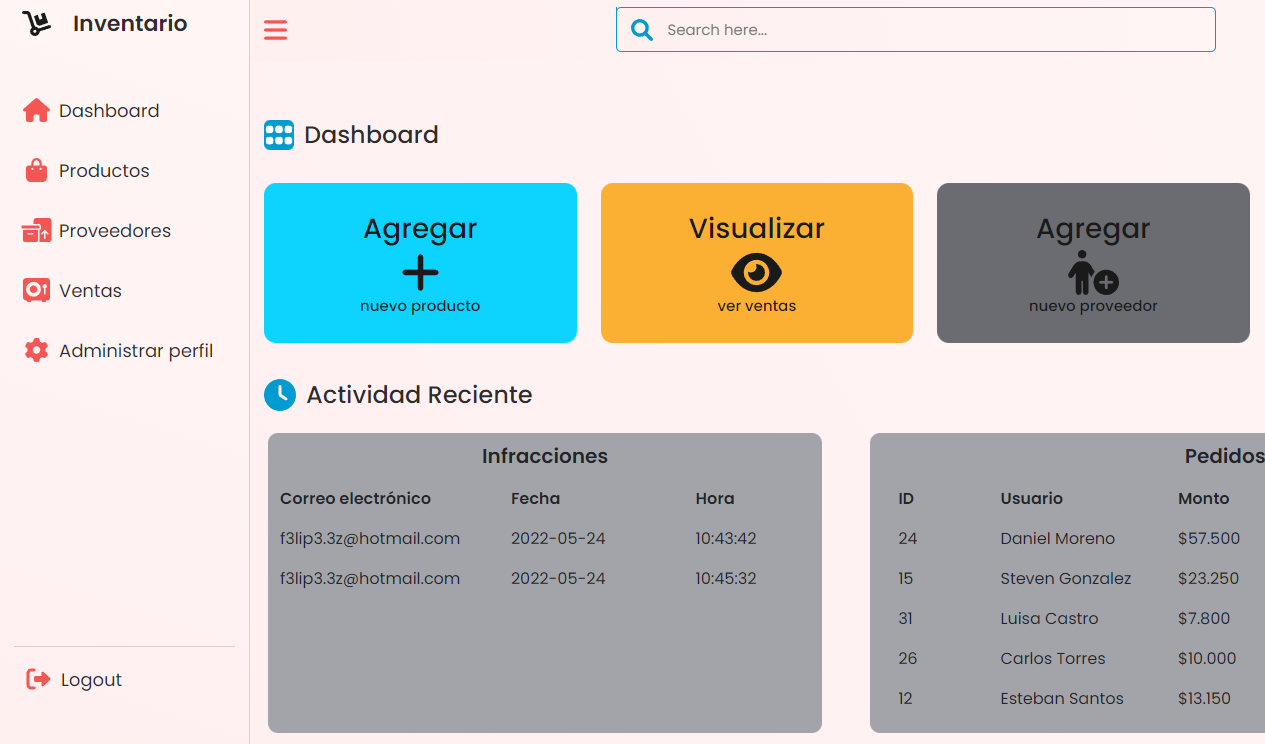 Inventario
Search here...
Dashboard
Productos
Proveedores
Ventas
Administrar perfil
Logout
Dashboard
Agregar
nuevo producto
Visualizar
ver ventas
Agregar
nuevo proveedor
Actividad Reciente
Infracciones
Correo electrónico Fecha Hora
f3lip3.3z@hotmail.com 2022-05-24 10:43:42
f3lip3.3z@hotmail.com 2022-05-24 10:45:32
Pedidos
ID Usuario Monto
24 Daniel Moreno $57.500
15 Steven Gonzalez $23.250
31 Luisa Castro $7.800
26 Carlos Torres $10.000
12 Esteban Santos $13.150